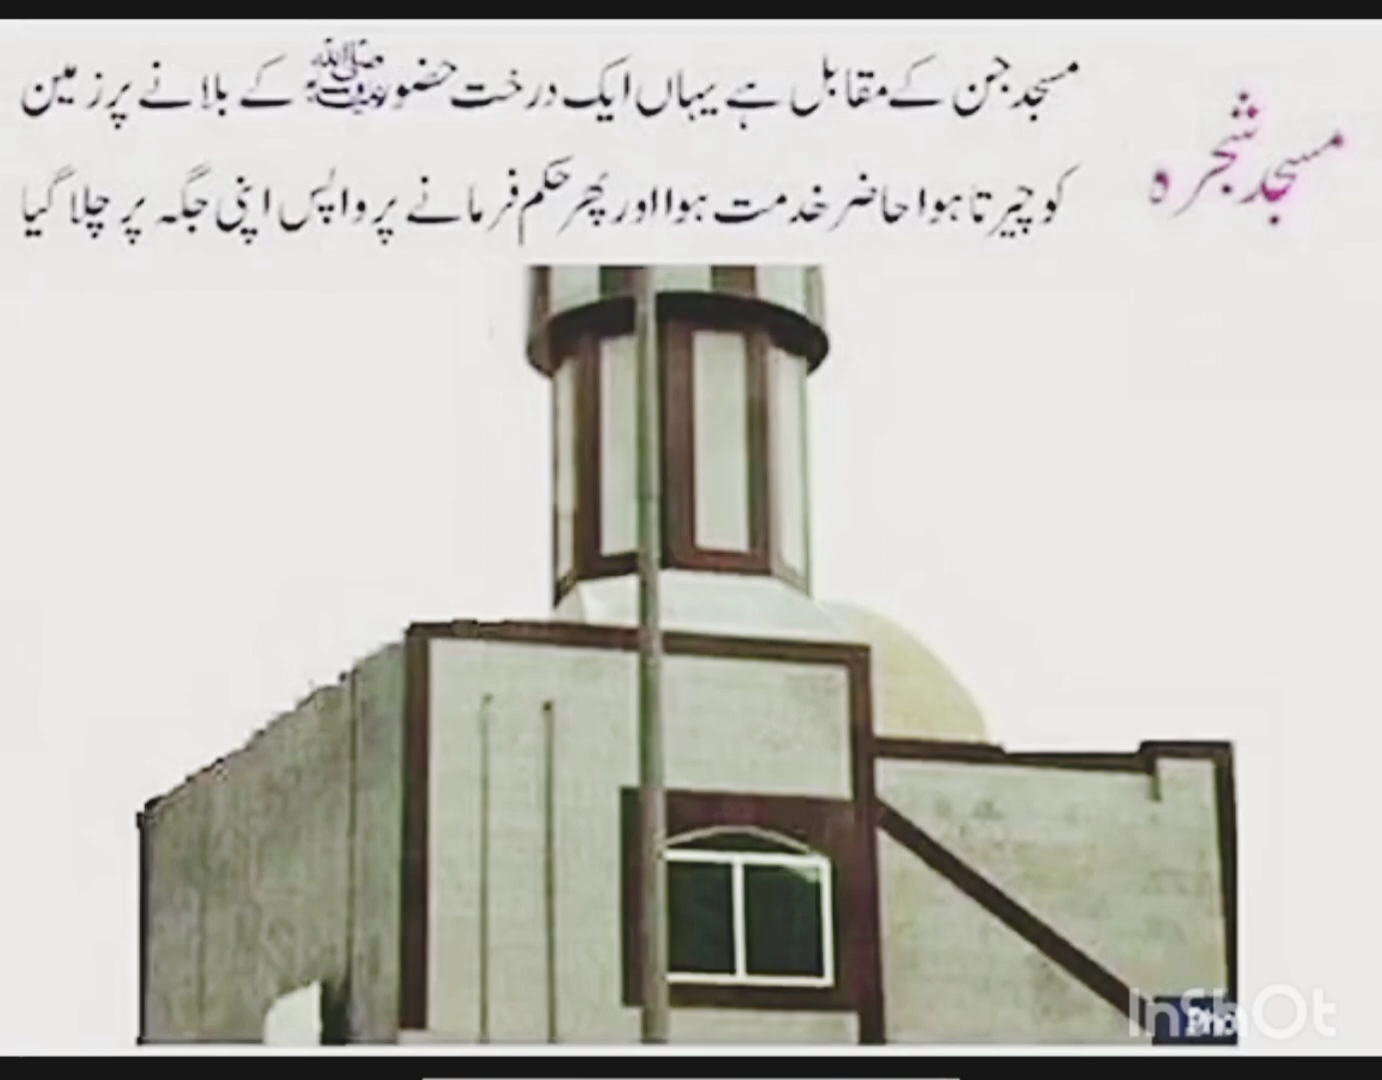 مسجد شجرہ
مسجد جن کے مقابل ہے یہاں ایک درخت حضور ﷺ کے بلانے پر زمین
کو چیرتا ہوا حاضر خدمت ہوا اور پھر حکم فرمانے پر واپس اپنی جگہ پر چلا گیا
InShOt
Pho